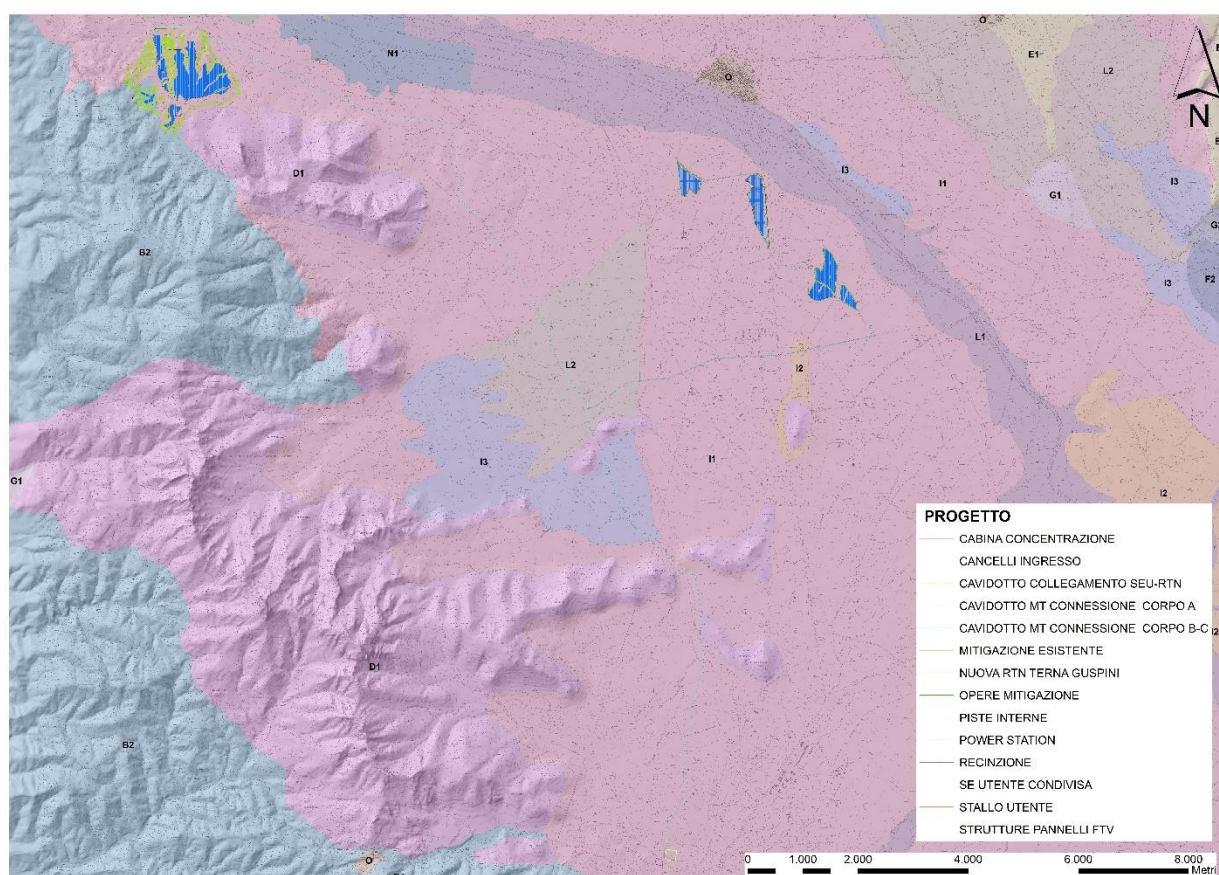 O
N1
E1
L2
O
N
D1
I3
I3
I1
G1
B2
F2
I3
L1
L2
I2
I1
I3
G1
I2
PROGETTO
CABINA CONCENTRAZIONE
CANCELLI INGRESSO
CAVIDOTTO COLLEGAMENTO SEU-RTN
CAVIDOTTO MT CONNESSIONE CORPO A
CAVIDOTTO MT CONNESSIONE CORPO B-C
MITIGAZIONE ESISTENTE
NUOVA RTN TERNA GUSPINI
OPERE MITIGAZIONE
PISTE INTERNE
POWER STATION
RECINZIONE
SE UTENTE CONDIVISA
STALLO UTENTE
STRUTTURE PANNELLI FTV
D1
B2
O
0 1.000 2.000 4.000 6.000 8.000
Metri